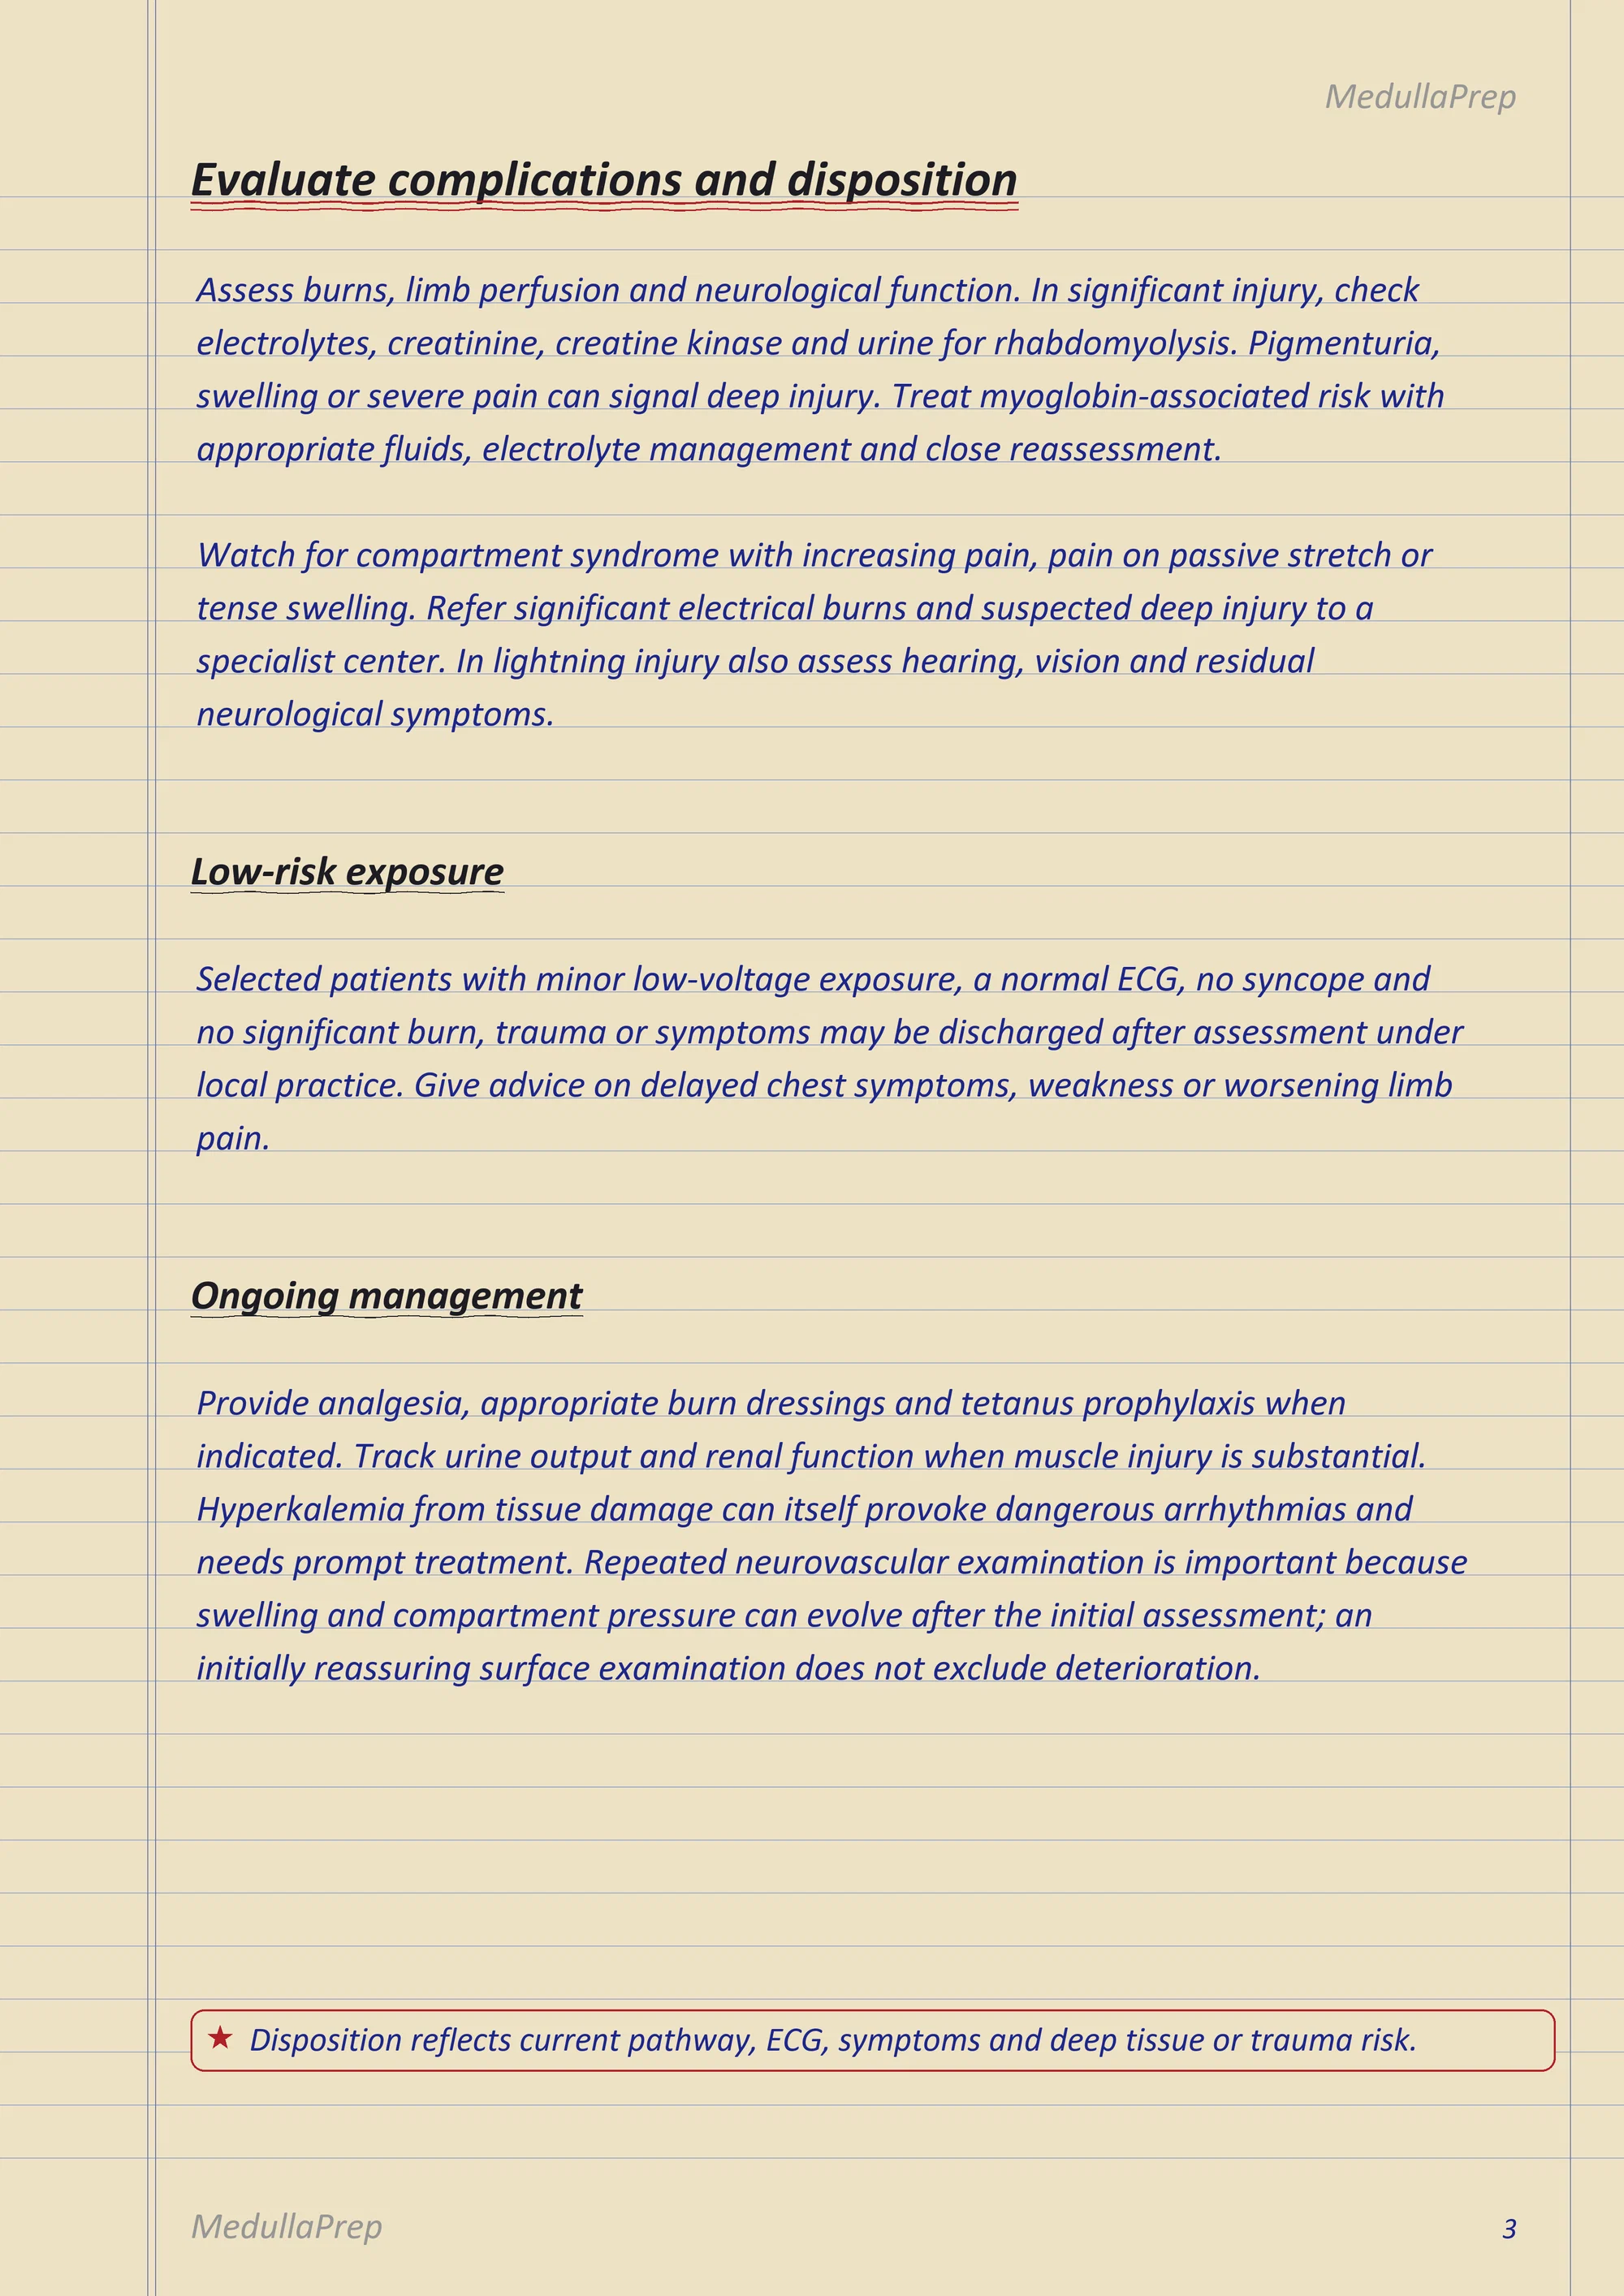 MedullaPrep
Evaluate complications and disposition
Assess burns, limb perfusion and neurological function. In significant injury, check
electrolytes, creatinine, creatine kinase and urine for rhabdomyolysis. Pigmenturia,
swelling or severe pain can signal deep injury. Treat myoglobin-associated risk with
appropriate fluids, electrolyte management and close reassessment.
Watch for compartment syndrome with increasing pain, pain on passive stretch or
tense swelling. Refer significant electrical burns and suspected deep injury to a
specialist center. In lightning injury also assess hearing, vision and residual
neurological symptoms.
Low-risk exposure
Selected patients with minor low-voltage exposure, a normal ECG, no syncope and
no significant burn, trauma or symptoms may be discharged after assessment under
local practice. Give advice on delayed chest symptoms, weakness or worsening limb
pain.
Ongoing management
Provide analgesia, appropriate burn dressings and tetanus prophylaxis when
indicated. Track urine output and renal function when muscle injury is substantial.
Hyperkalemia from tissue damage can itself provoke dangerous arrhythmias and
needs prompt treatment. Repeated neurovascular examination is important because
swelling and compartment pressure can evolve after the initial assessment; an
initially reassuring surface examination does not exclude deterioration.
★ Disposition reflects current pathway, ECG, symptoms and deep tissue or trauma risk.
MedullaPrep
3